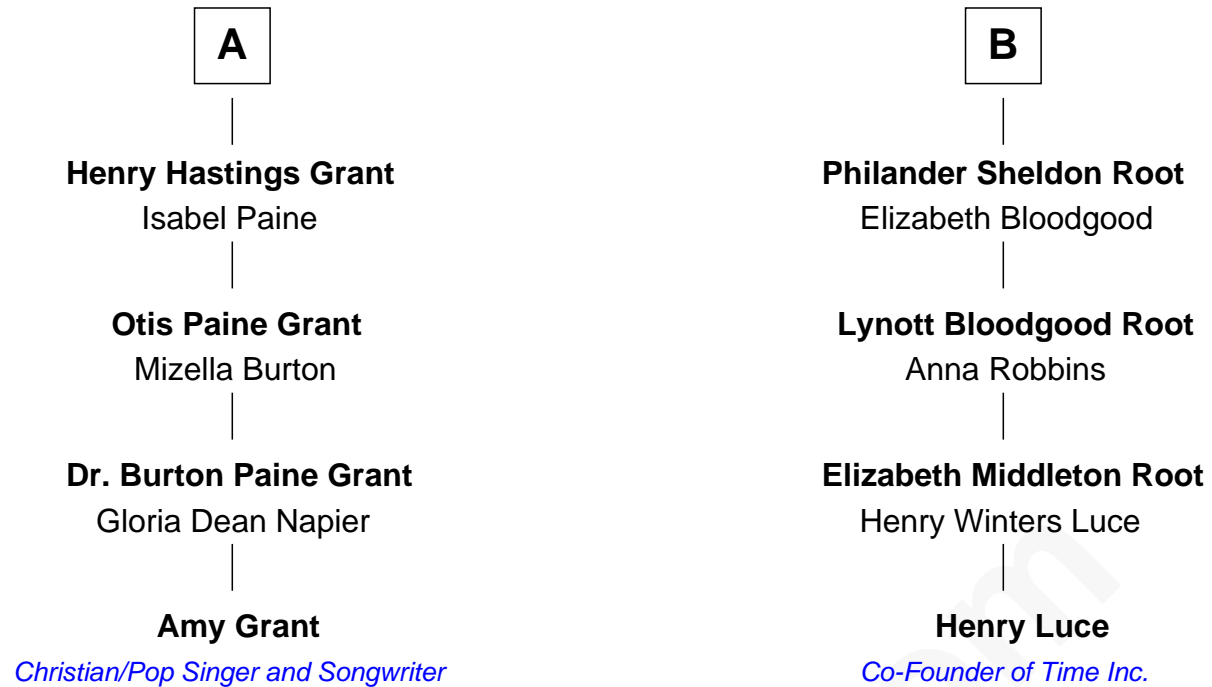 A
Henry Hastings Grant
Isabel Paine
Otis Paine Grant
Mizella Burton
Dr. Burton Paine Grant
Gloria Dean Napier
Amy Grant
Christian/Pop Singer and Songwriter
B
Philander Sheldon Root
Elizabeth Bloodgood
Lynott Bloodgood Root
Anna Robbins
Elizabeth Middleton Root
Henry Winters Luce
Henry Luce
Co-Founder of Time Inc.